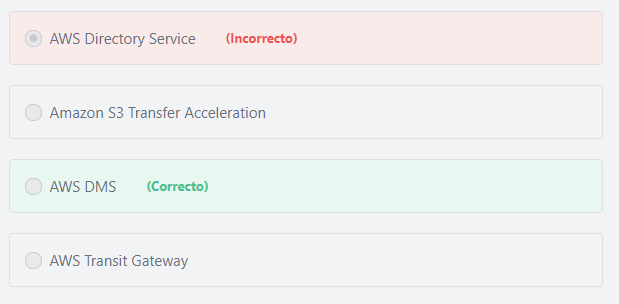 AWS Directory Service (Incorrecto)
Amazon S3 Transfer Acceleration
AWS DMS (Correcto)
AWS Transit Gateway